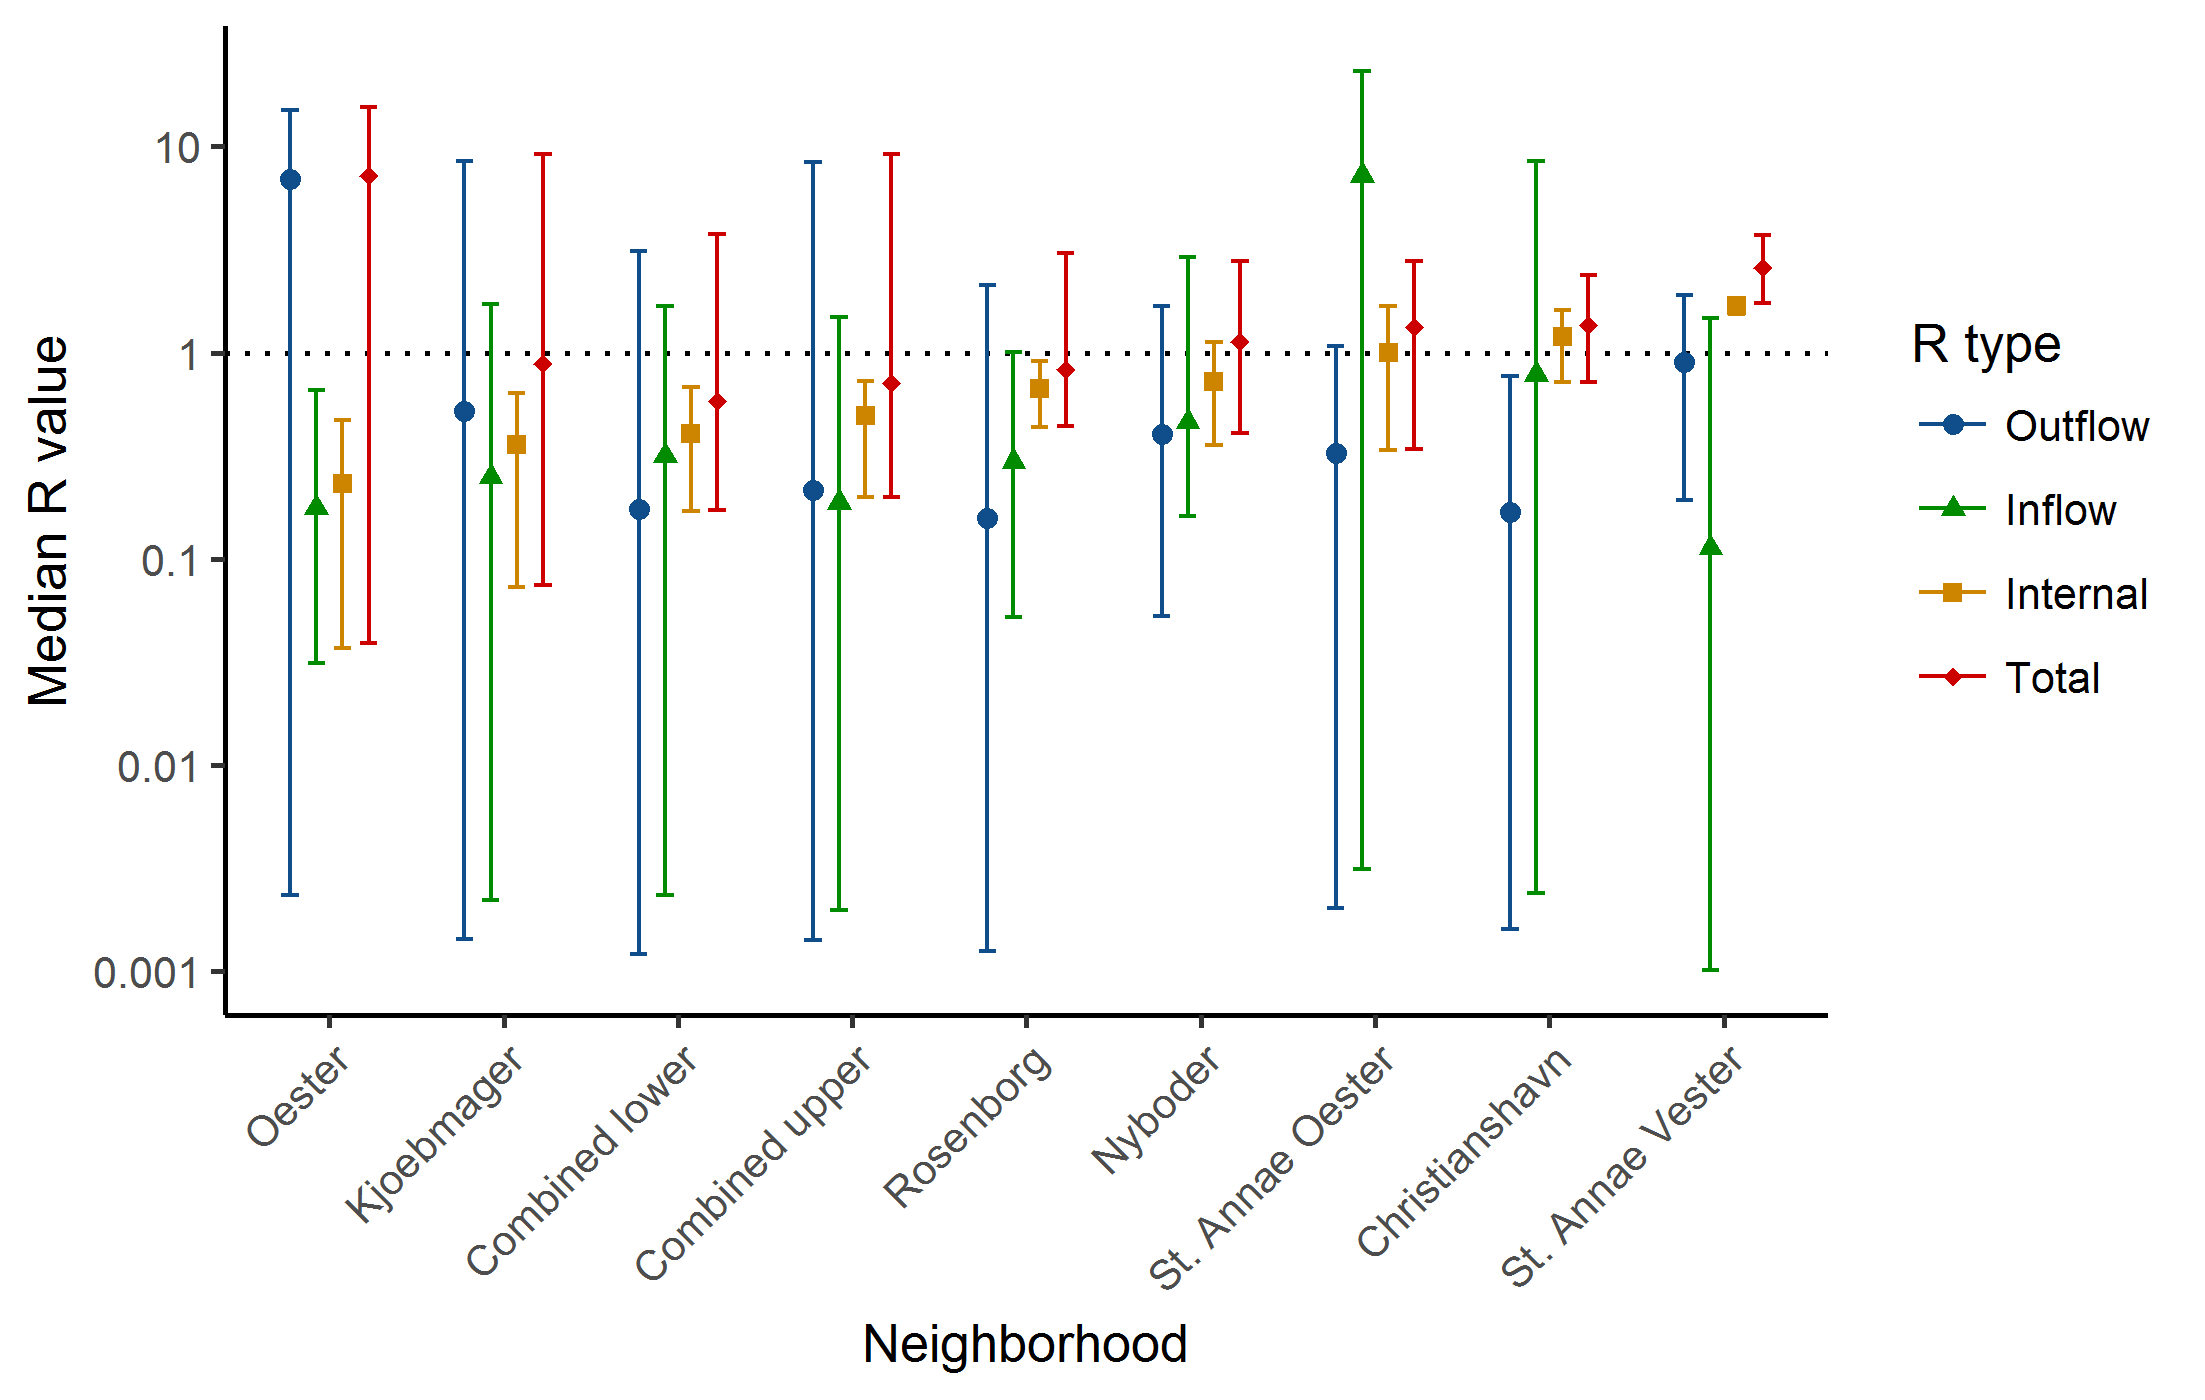 Median R value
10
1
0.1
0.01
0.001
Oester
Kjoebmager
Combined lower
Combined upper
Rosenborg
Nyboder
St. Annae Oester
Christianshavn
St. Annae Vester
Neighborhood
R type
Outflow
Inflow
Internal
Total